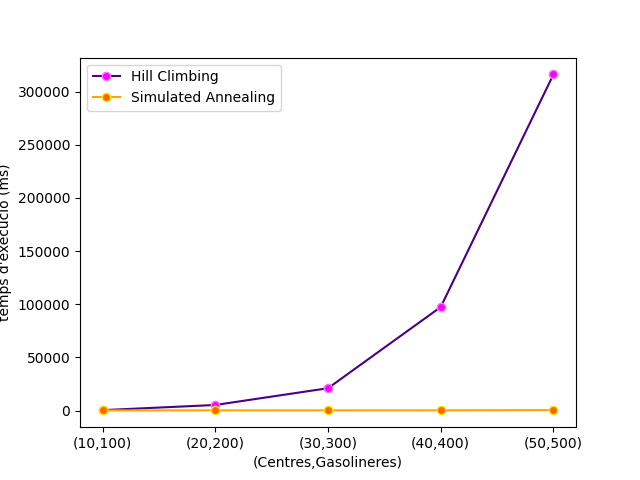 Hill Climbing
Simulated Annealing
300000
250000
200000
150000
100000
50000
0
temps d'execució (ms)
(10,100) (20,200) (30,300) (40,400) (50,500)
(Centres,Gasolineres)